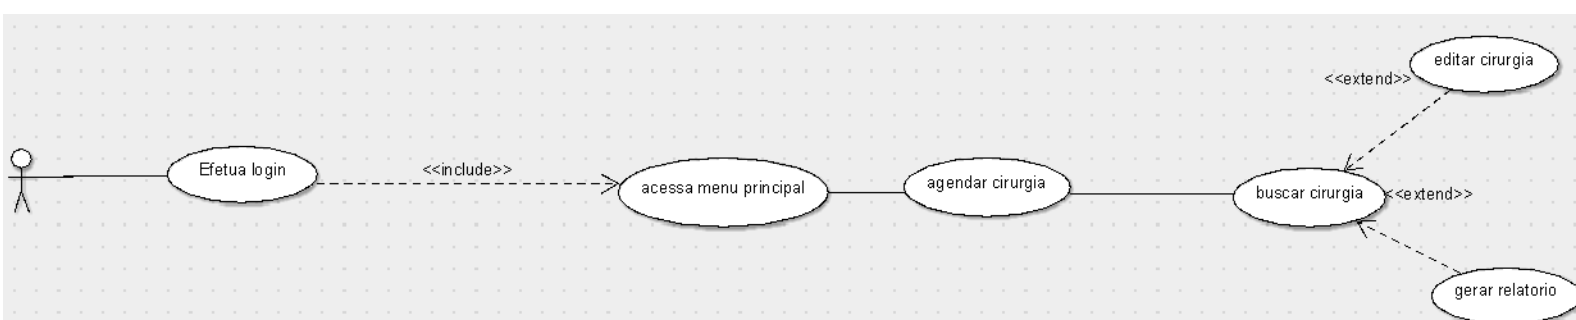 editar cirurgia
<<extend>>
Efetua login
<<include>>
acessa menu principal
agendar cirurgia
buscar cirurgia
<<extend>>
gerar relatorio